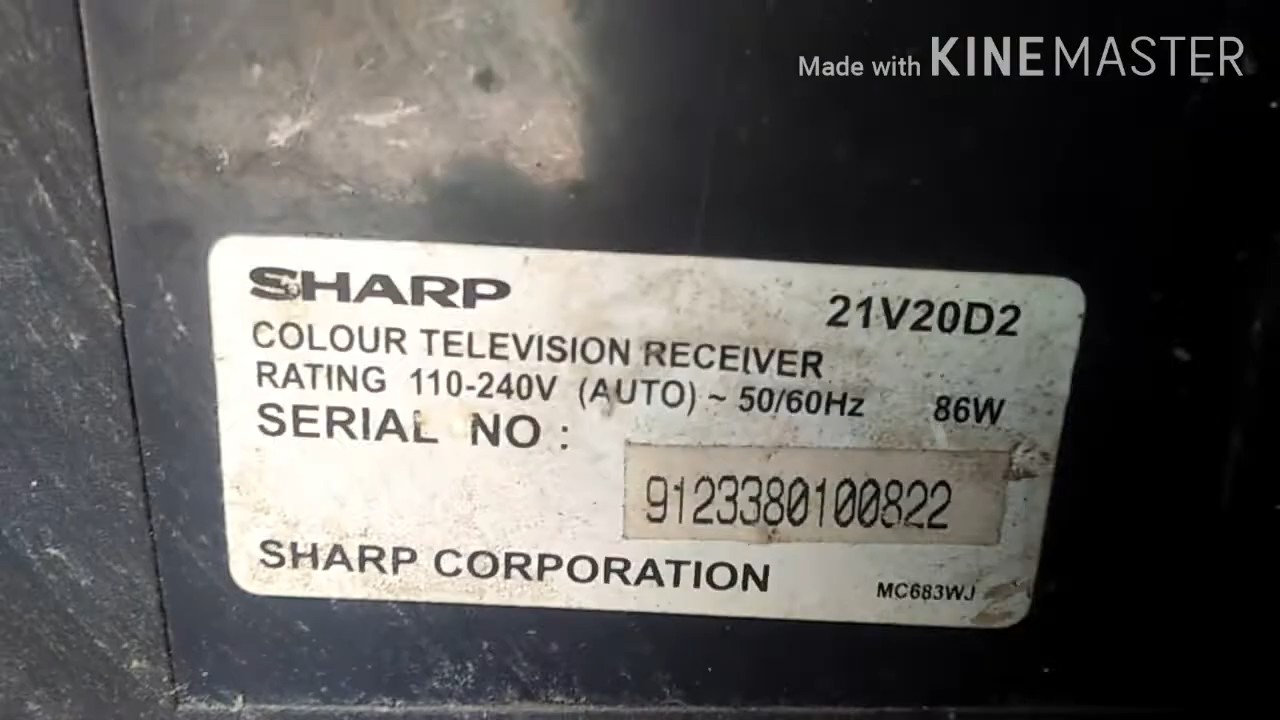 Made with KINEMASTER
SHARP 21V20D2
COLOUR TELEVISION RECEIVER
RATING 110-240V (AUTO) ~ 50/60Hz 86W
SERIAL NO :
9123380100822
SHARP CORPORATION MC683WJ